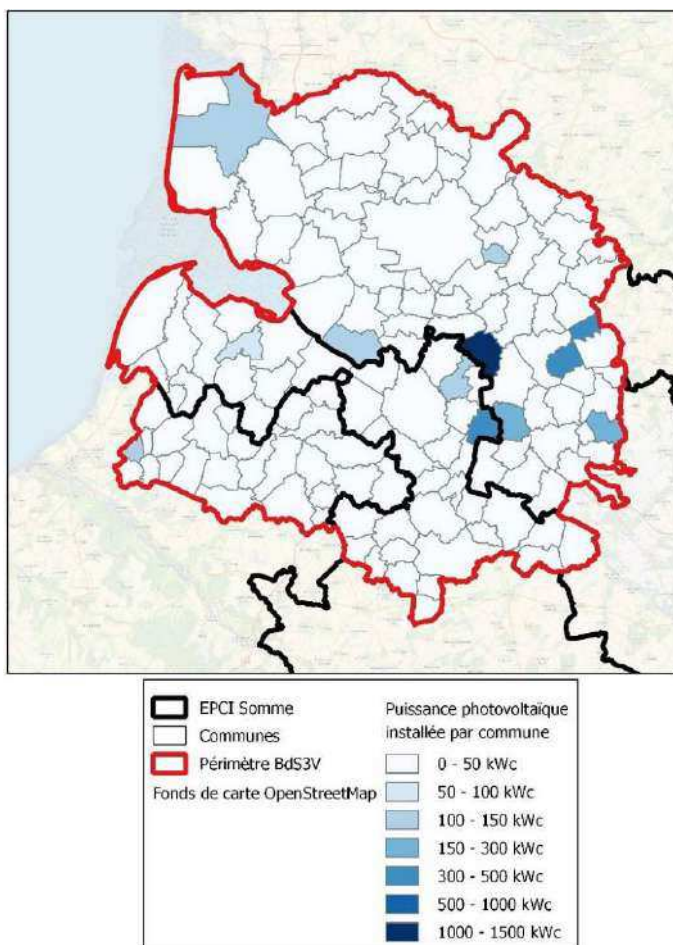 EPCI Somme
Communes
Périmètre BdS3V
Fonds de carte OpenStreetMap
Puissance photovoltaïque
installée par commune
0 - 50 kWc
50 - 100 kWc
100 - 150 kWc
150 - 300 kWc
300 - 500 kWc
500 - 1000 kWc
1000 - 1500 kWc